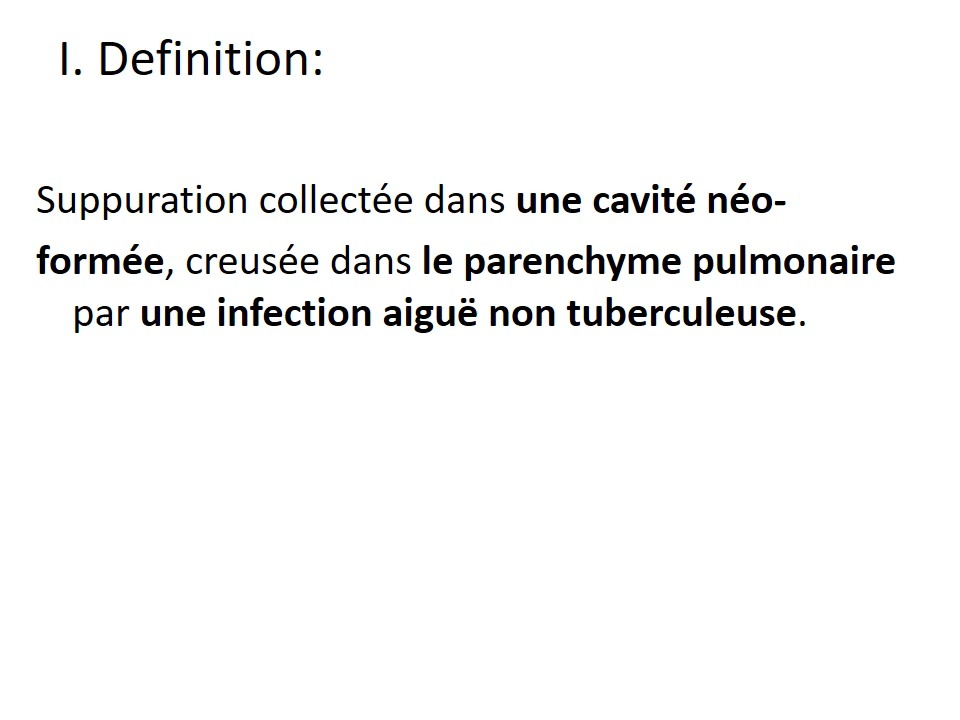 I. Definition:
Suppuration collectée dans une cavité néo-
formée, creusée dans le parenchyme pulmonaire
par une infection aiguë non tuberculeuse.